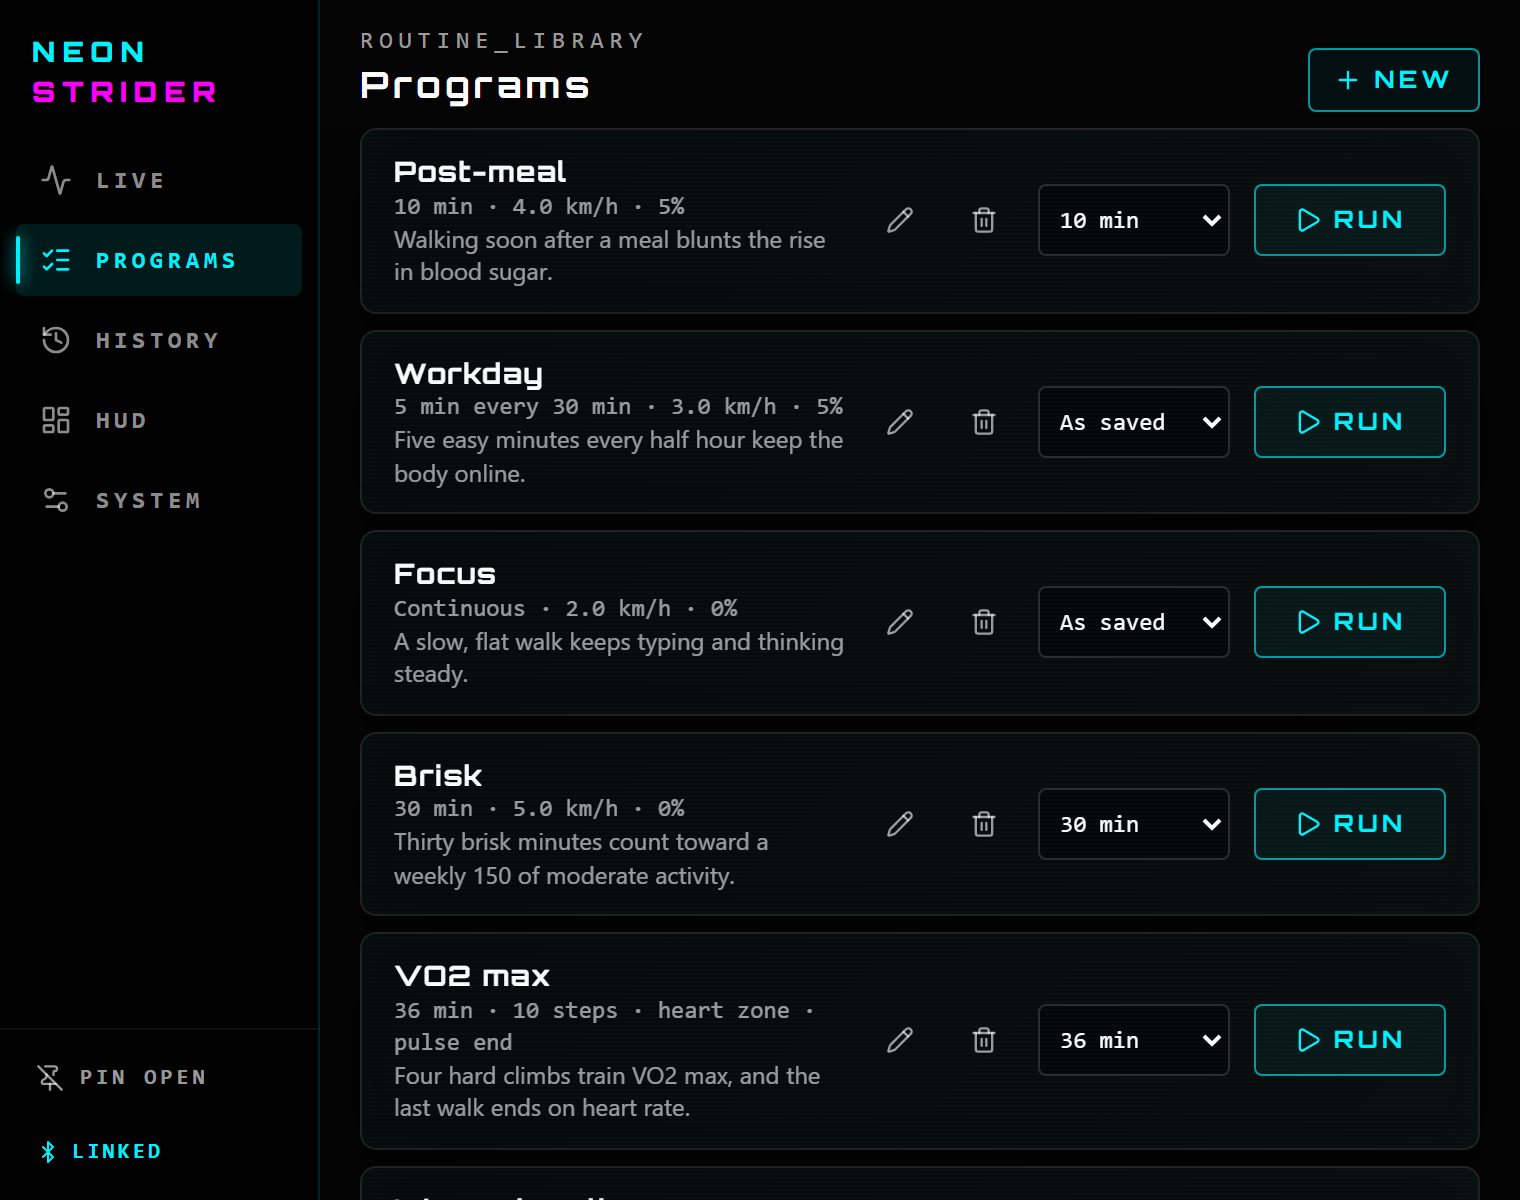 NEON
STRIDER
LIVE
PROGRAMS
HISTORY
HUD
SYSTEM
PIN OPEN
LINKED
ROUTINE_LIBRARY
Programs
+ NEW
Post-meal
10 min · 4.0 km/h · 5%
Walking soon after a meal blunts the rise
in blood sugar.
10 min
RUN
Workday
5 min every 30 min · 3.0 km/h · 5%
Five easy minutes every half hour keep the
body online.
As saved
RUN
Focus
Continuous · 2.0 km/h · 0%
A slow, flat walk keeps typing and thinking
steady.
As saved
RUN
Brisk
30 min · 5.0 km/h · 0%
Thirty brisk minutes count toward a
weekly 150 of moderate activity.
30 min
RUN
VO2 max
36 min · 10 steps · heart zone ·
pulse end
Four hard climbs train VO2 max, and the
last walk ends on heart rate.
36 min
RUN